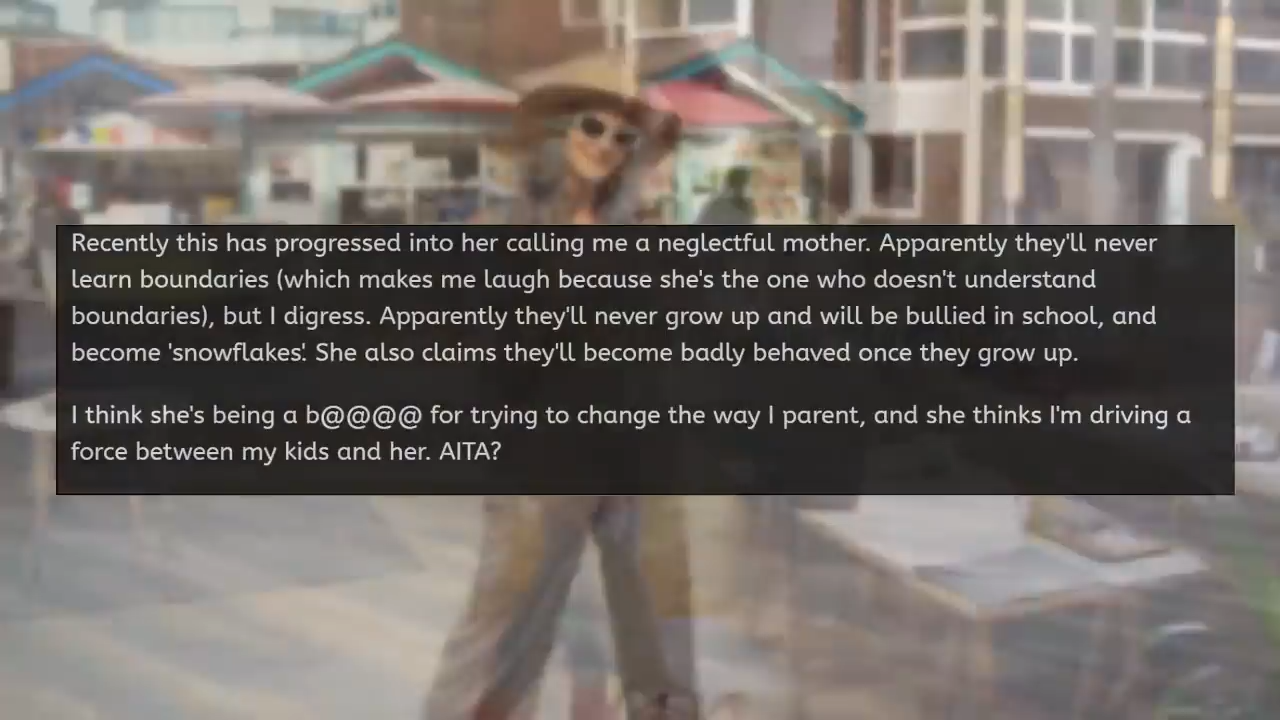 Recently this has progressed into her calling me a neglectful mother. Apparently they'll never
learn boundaries (which makes me laugh because she's the one who doesn't understand
boundaries), but I digress. Apparently they'll never grow up and will be bullied in school, and
become 'snowflakes'. She also claims they'll become badly behaved once they grow up.
I think she's being a b@@@@ for trying to change the way I parent, and she thinks I'm driving a
force between my kids and her. AITA?